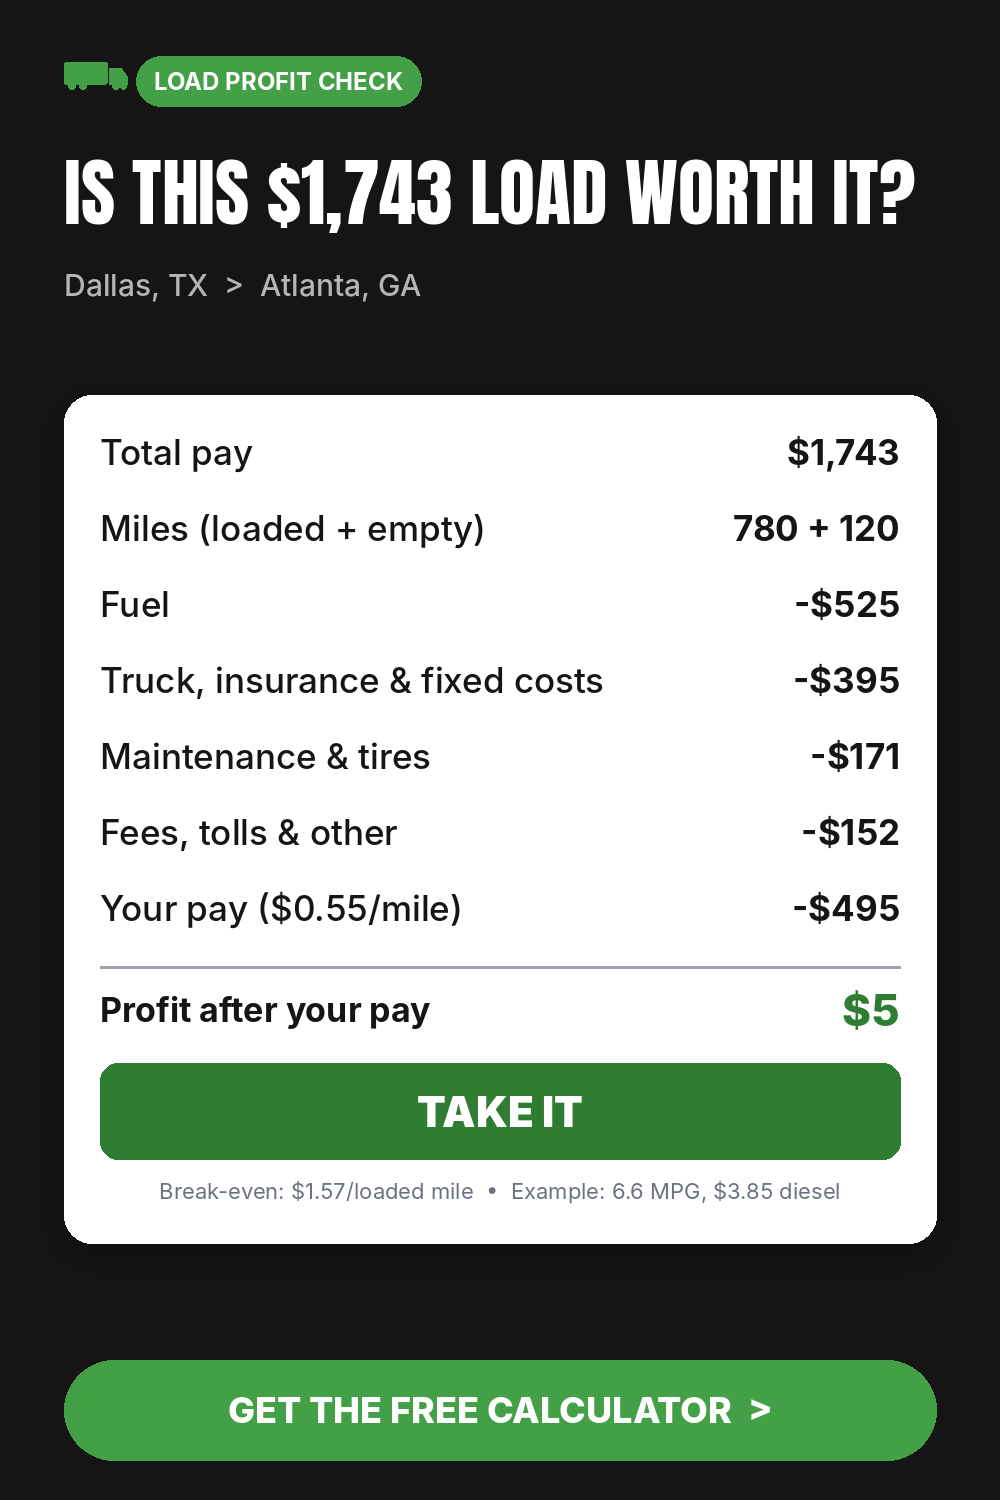 LOAD PROFIT CHECK
IS THIS $1,743 LOAD WORTH IT?
Dallas, TX > Atlanta, GA
Total pay $1,743
Miles (loaded + empty) 780 + 120
Fuel -$525
Truck, insurance & fixed costs -$395
Maintenance & tires -$171
Fees, tolls & other -$152
Your pay ($0.55/mile) -$495
Profit after your pay $5
TAKE IT
Break-even: $1.57/loaded mile • Example: 6.6 MPG, $3.85 diesel
GET THE FREE CALCULATOR >